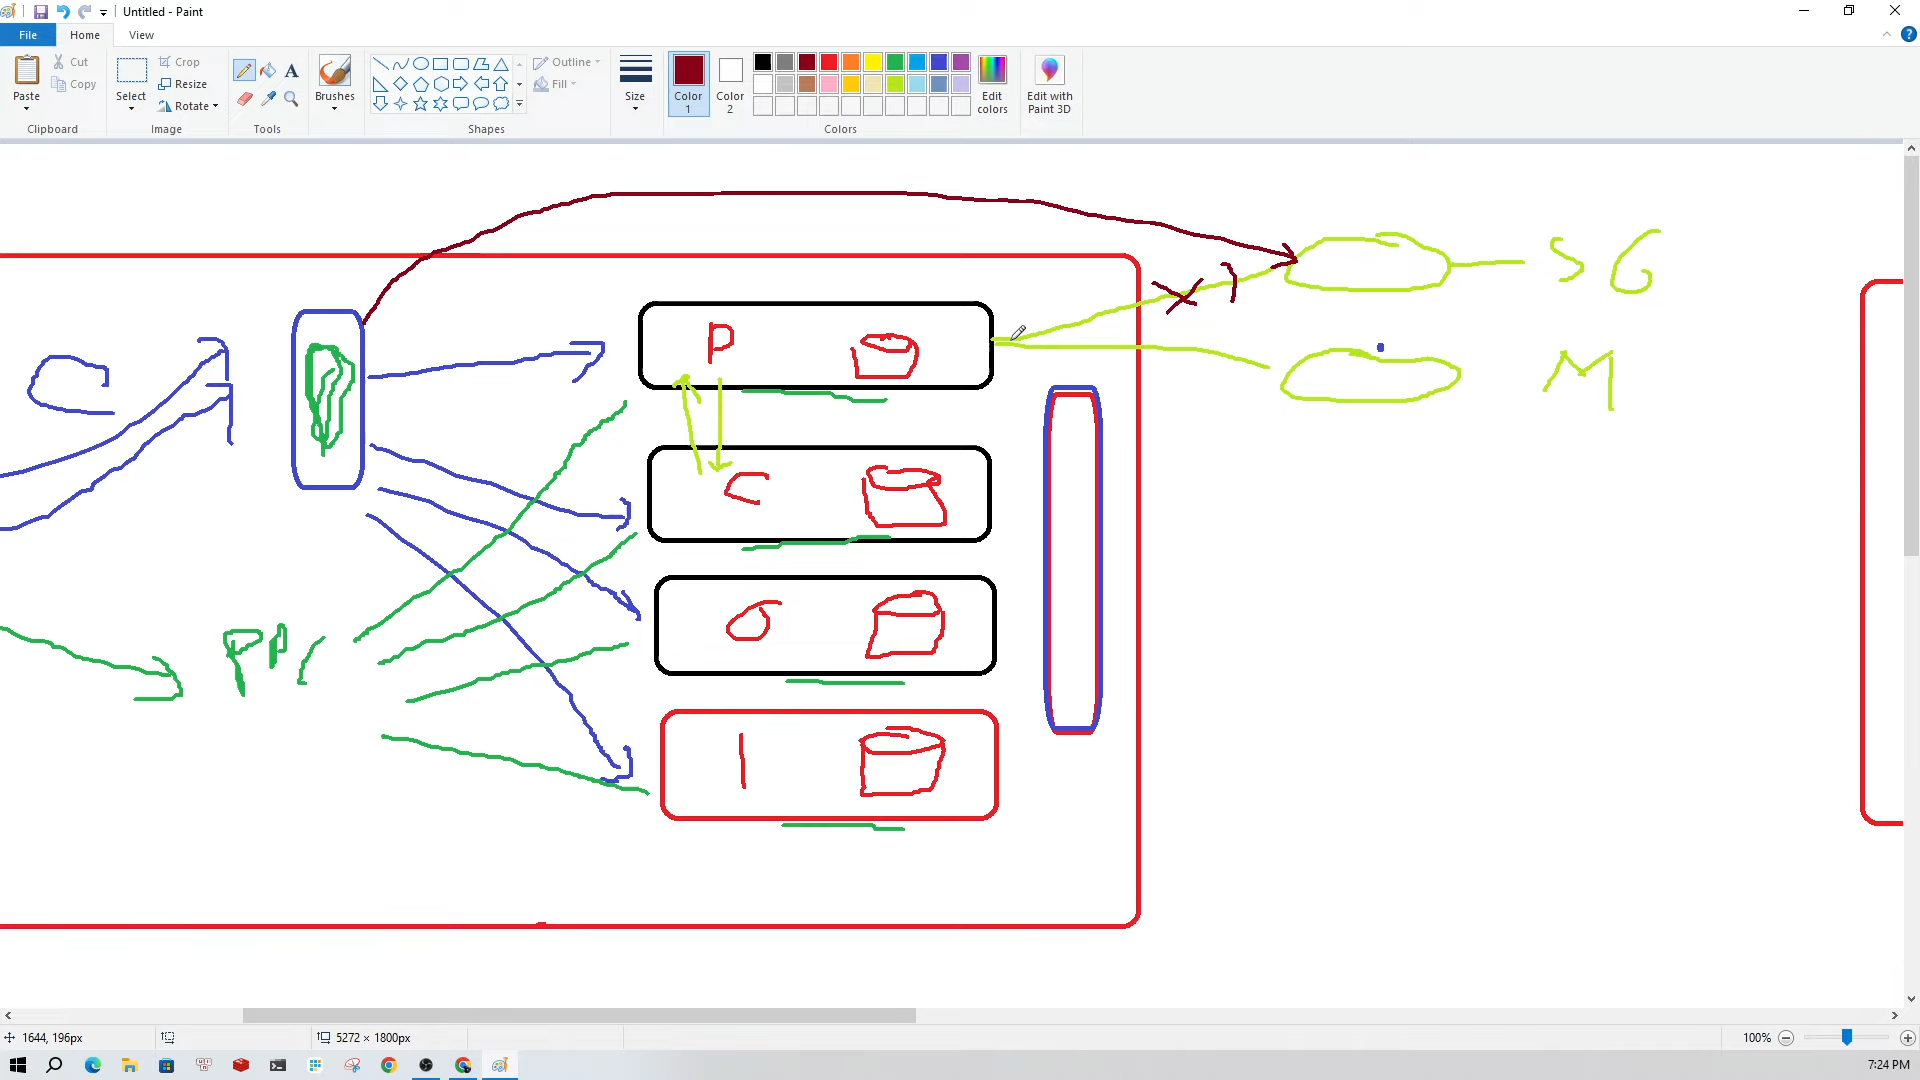 Untitled - Paint
File Home View
Paste
Cut
Copy
Clipboard
Select
Crop
Resize
Rotate
Image
Tools
Brushes
Shapes
Outline
Fill
Size
Color 1
Color 2
Colors
Edit colors
Edit with Paint 3D
S G
C
P
M
C
O
PP
I
1644, 196px
5272 × 1800px
100%
7:24 PM